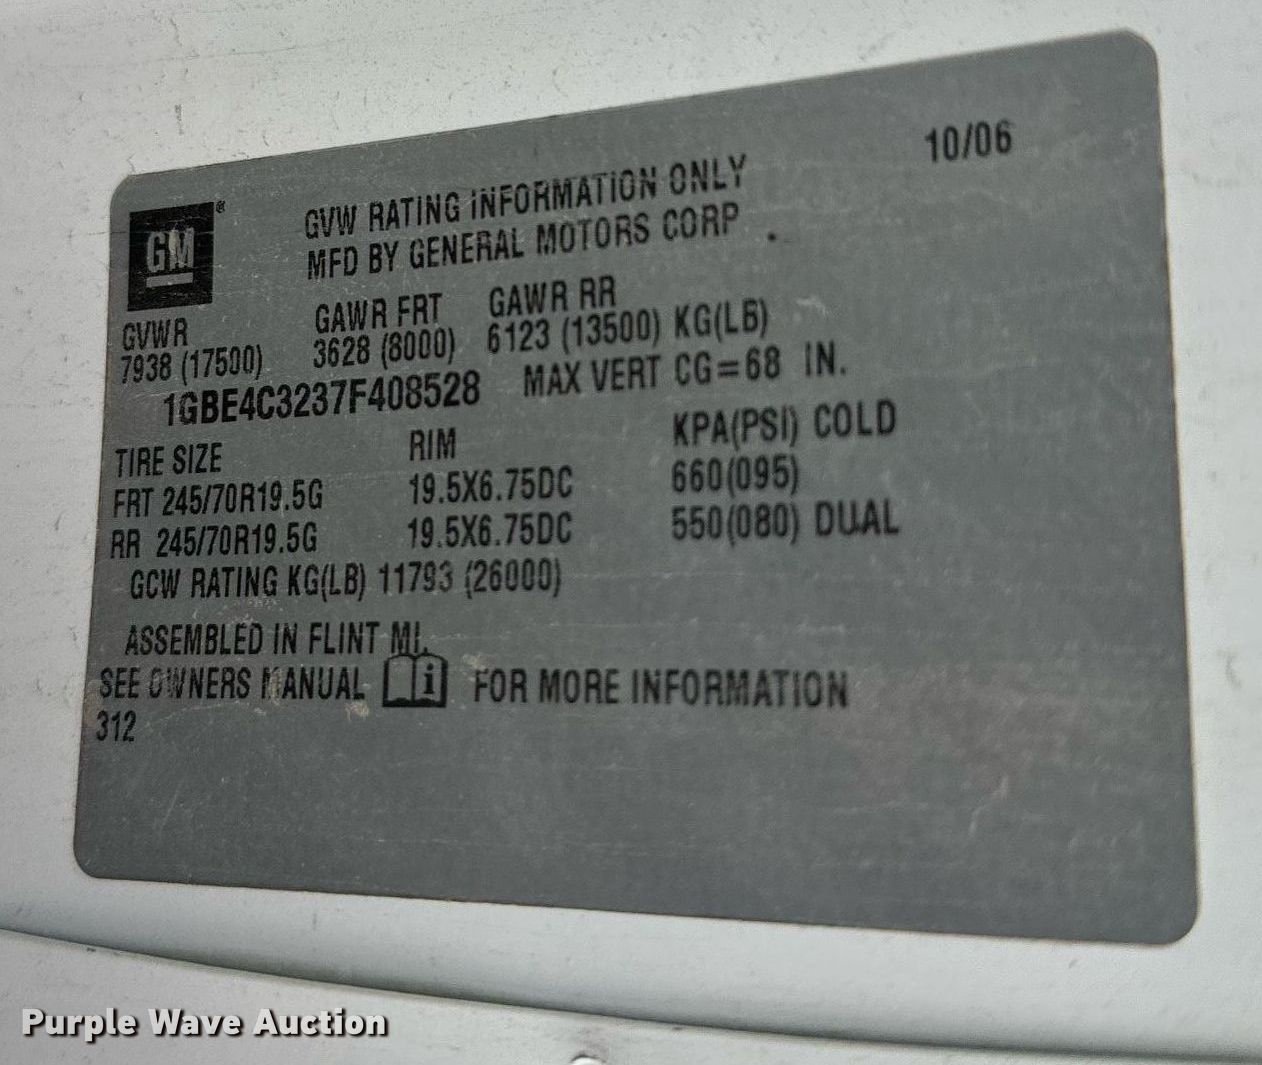 10/06
GM®
GVW RATING INFORMATION ONLY
MFD BY GENERAL MOTORS CORP
GVWR GAWR FRT GAWR RR
7938 (17500) 3628 (8000) 6123 (13500) KG(LB)
1GBE4C3237F408528 MAX VERT CG=68 IN.
TIRE SIZE RIM KPA(PSI) COLD
FRT 245/70R19.5G 19.5X6.75DC 660(095)
RR 245/70R19.5G 19.5X6.75DC 550(080) DUAL
GCW RATING KG(LB) 11793 (26000)
ASSEMBLED IN FLINT MI.
SEE OWNERS MANUAL i FOR MORE INFORMATION
312
Purple Wave Auction